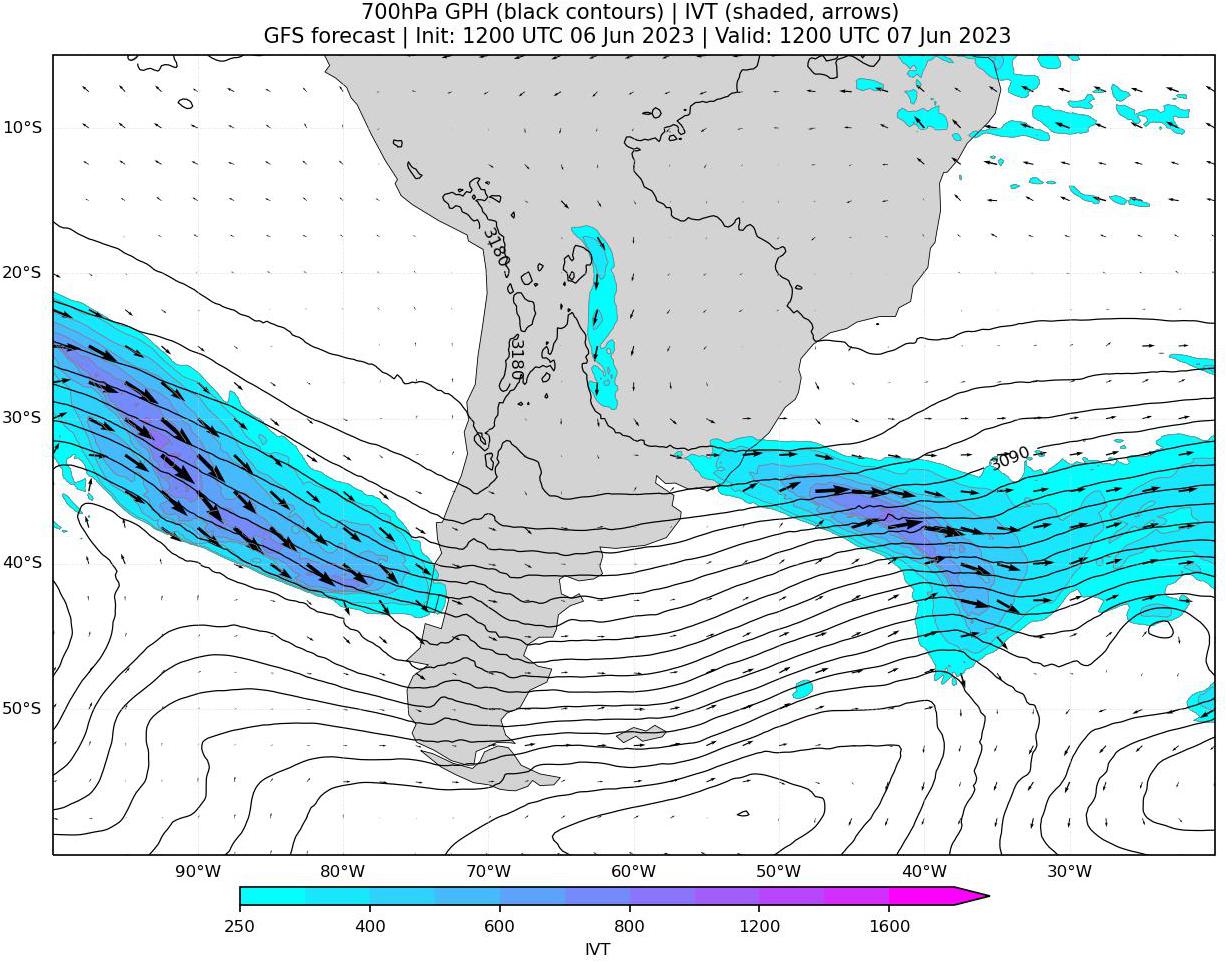 700hPa GPH (black contours) | IVT (shaded, arrows)
GFS forecast | Init: 1200 UTC 06 Jun 2023 | Valid: 1200 UTC 07 Jun 2023
10°S
3180
20°S
3180
30°S
3090
40°S
50°S
90°W 80°W 70°W 60°W 50°W 40°W 30°W
250 400 600 800 1200 1600
IVT